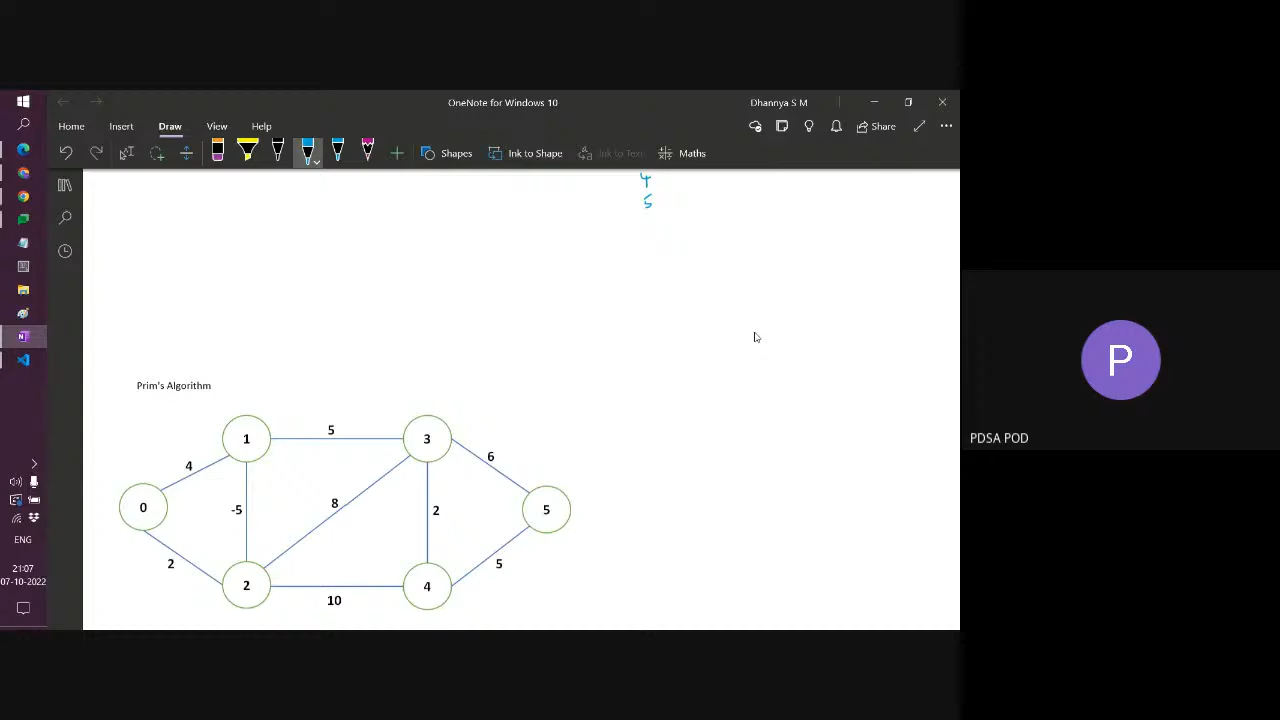 OneNote for Windows 10
Dhannya S M
Home Insert Draw View Help
Share
Shapes
Ink to Shape
Ink to Text
Maths
4
5
Prim's Algorithm
1 5 3
4 6
0 -5 8 2 5
2 5
2 10 4
ENG
21:07
07-10-2022
P
PDSA POD